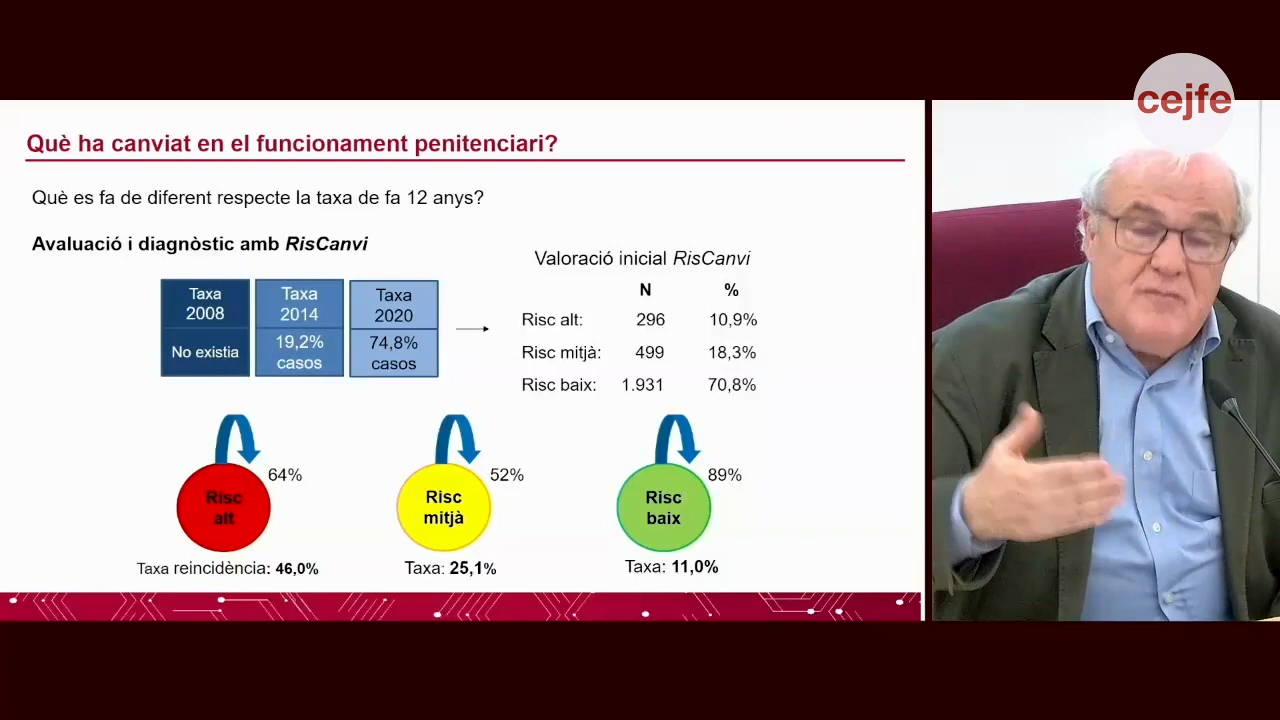 cejfe
Què ha canviat en el funcionament penitenciari?
Què es fa de diferent respecte la taxa de fa 12 anys?
Avaluació i diagnòstic amb RisCanvi
Taxa 2008
Taxa 2014
Taxa 2020
No existia
19,2% casos
74,8% casos
Valoració inicial RisCanvi
N %
Risc alt: 296 10,9%
Risc mitjà: 499 18,3%
Risc baix: 1.931 70,8%
64%
Risc alt
Taxa reincidència: 46,0%
52%
Risc mitjà
Taxa: 25,1%
89%
Risc baix
Taxa: 11,0%